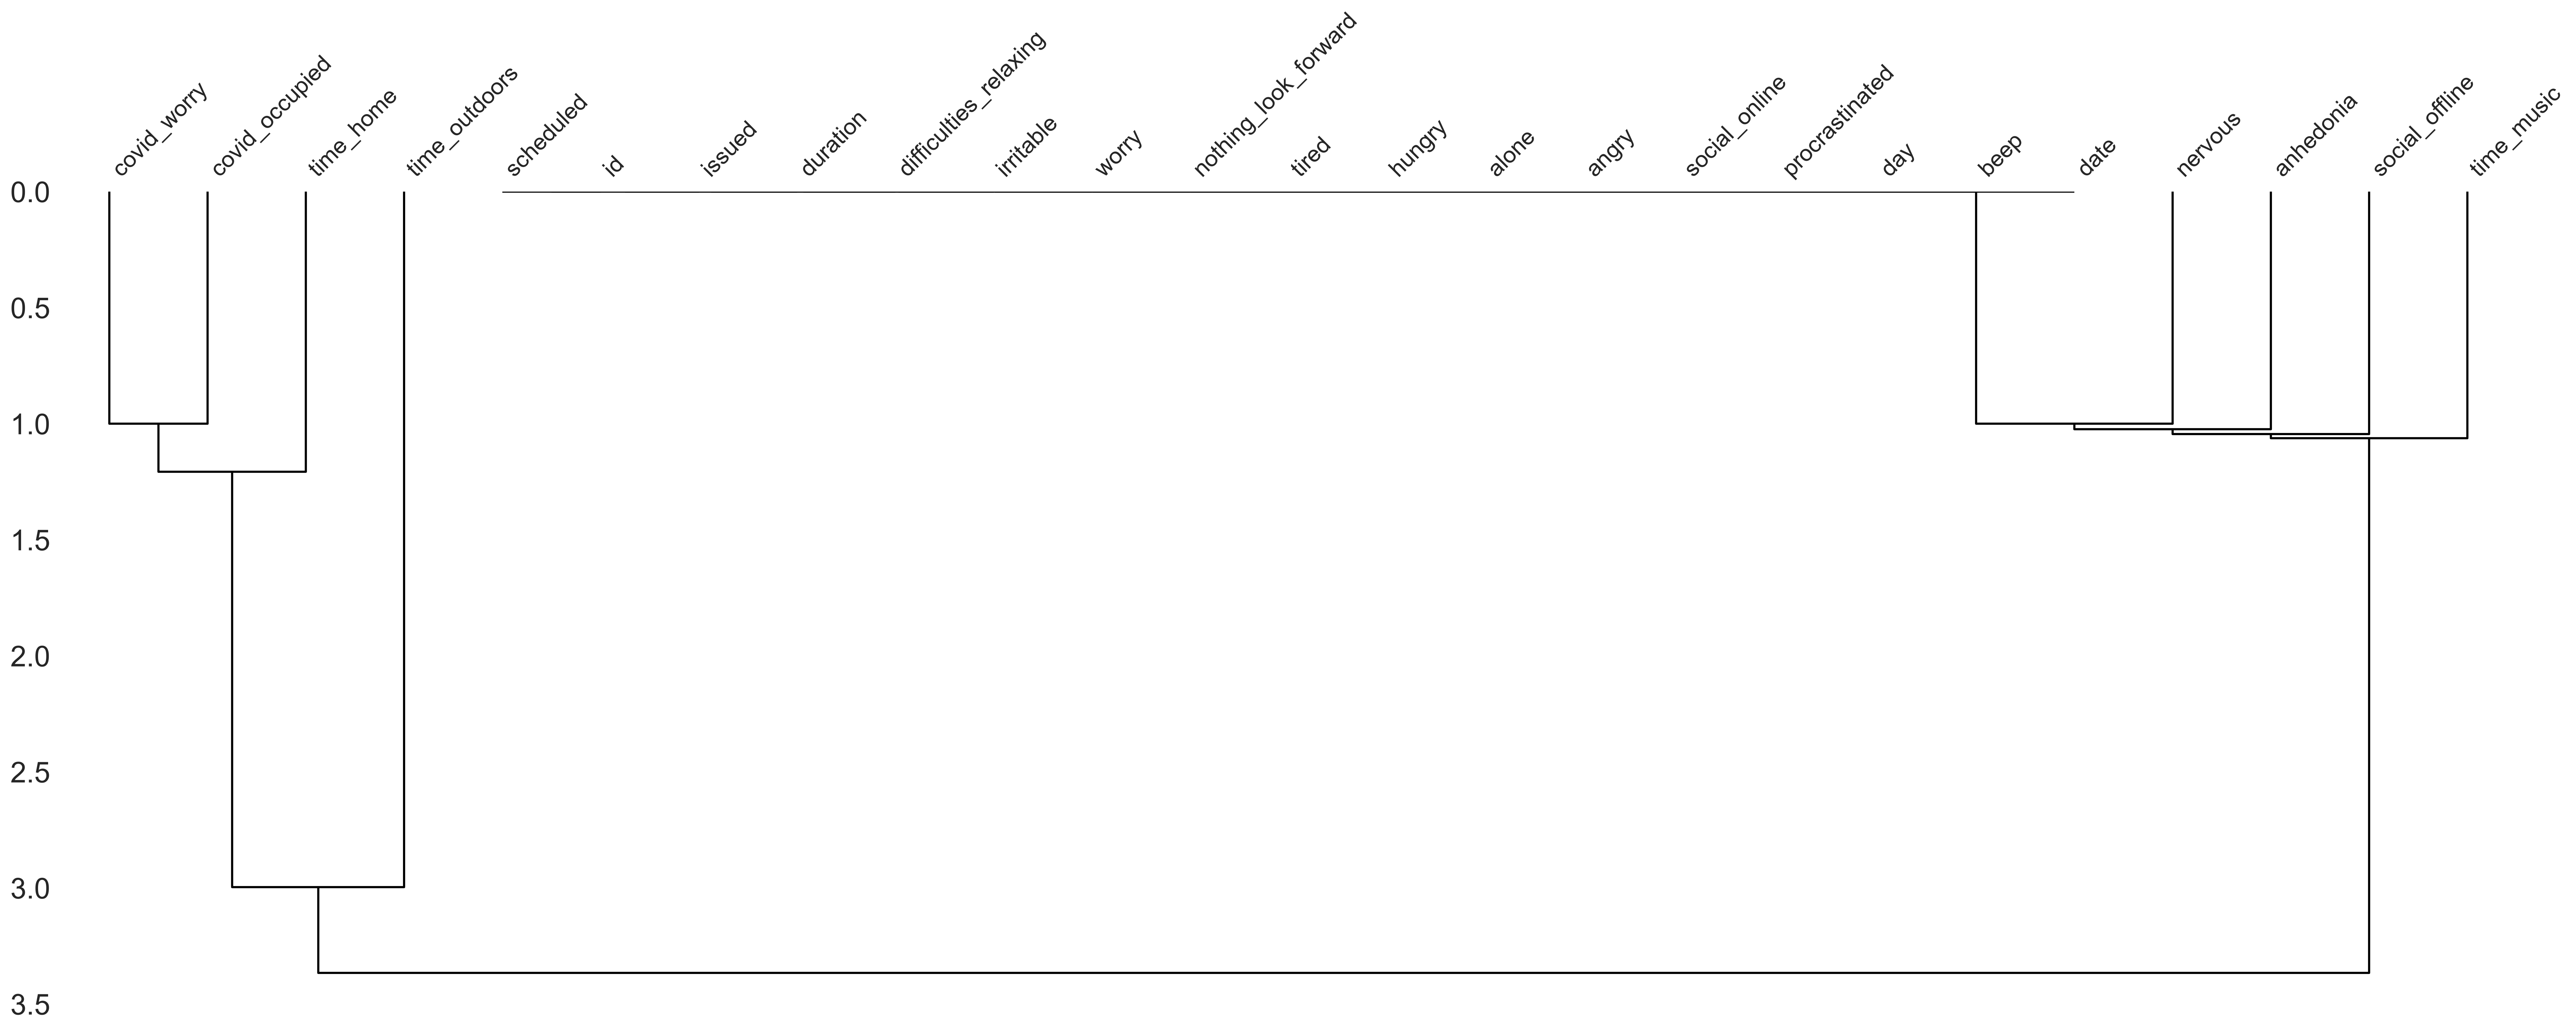 covid_worry
covid_occupied
time_home
time_outdoors
scheduled
id
issued
duration
difficulties_relaxing
irritable
worry
nothing_look_forward
tired
hungry
alone
angry
social_online
procrastinated
day
beep
date
nervous
anhedonia
social_offline
time_music
0.0
0.5
1.0
1.5
2.0
2.5
3.0
3.5